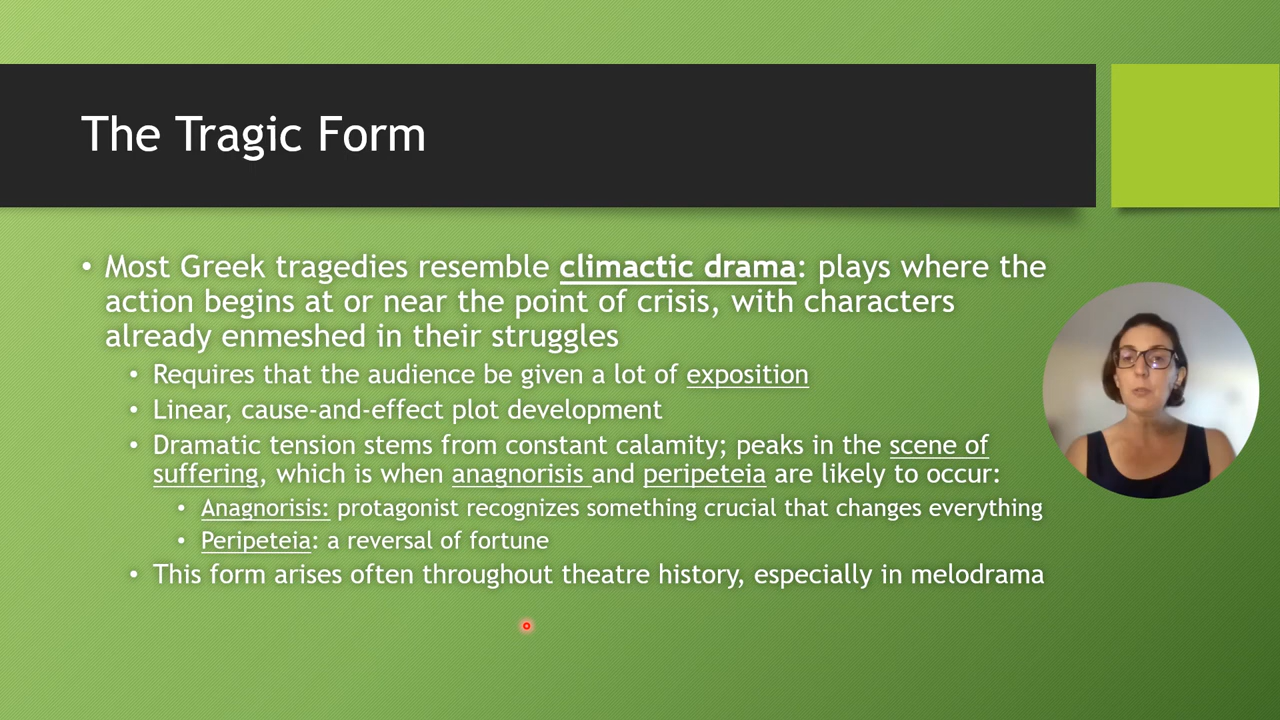 The Tragic Form
• Most Greek tragedies resemble climactic drama: plays where the
action begins at or near the point of crisis, with characters
already enmeshed in their struggles
• Requires that the audience be given a lot of exposition
• Linear, cause-and-effect plot development
• Dramatic tension stems from constant calamity; peaks in the scene of
suffering, which is when anagnorisis and peripeteia are likely to occur:
• Anagnorisis: protagonist recognizes something crucial that changes everything
• Peripeteia: a reversal of fortune
• This form arises often throughout theatre history, especially in melodrama